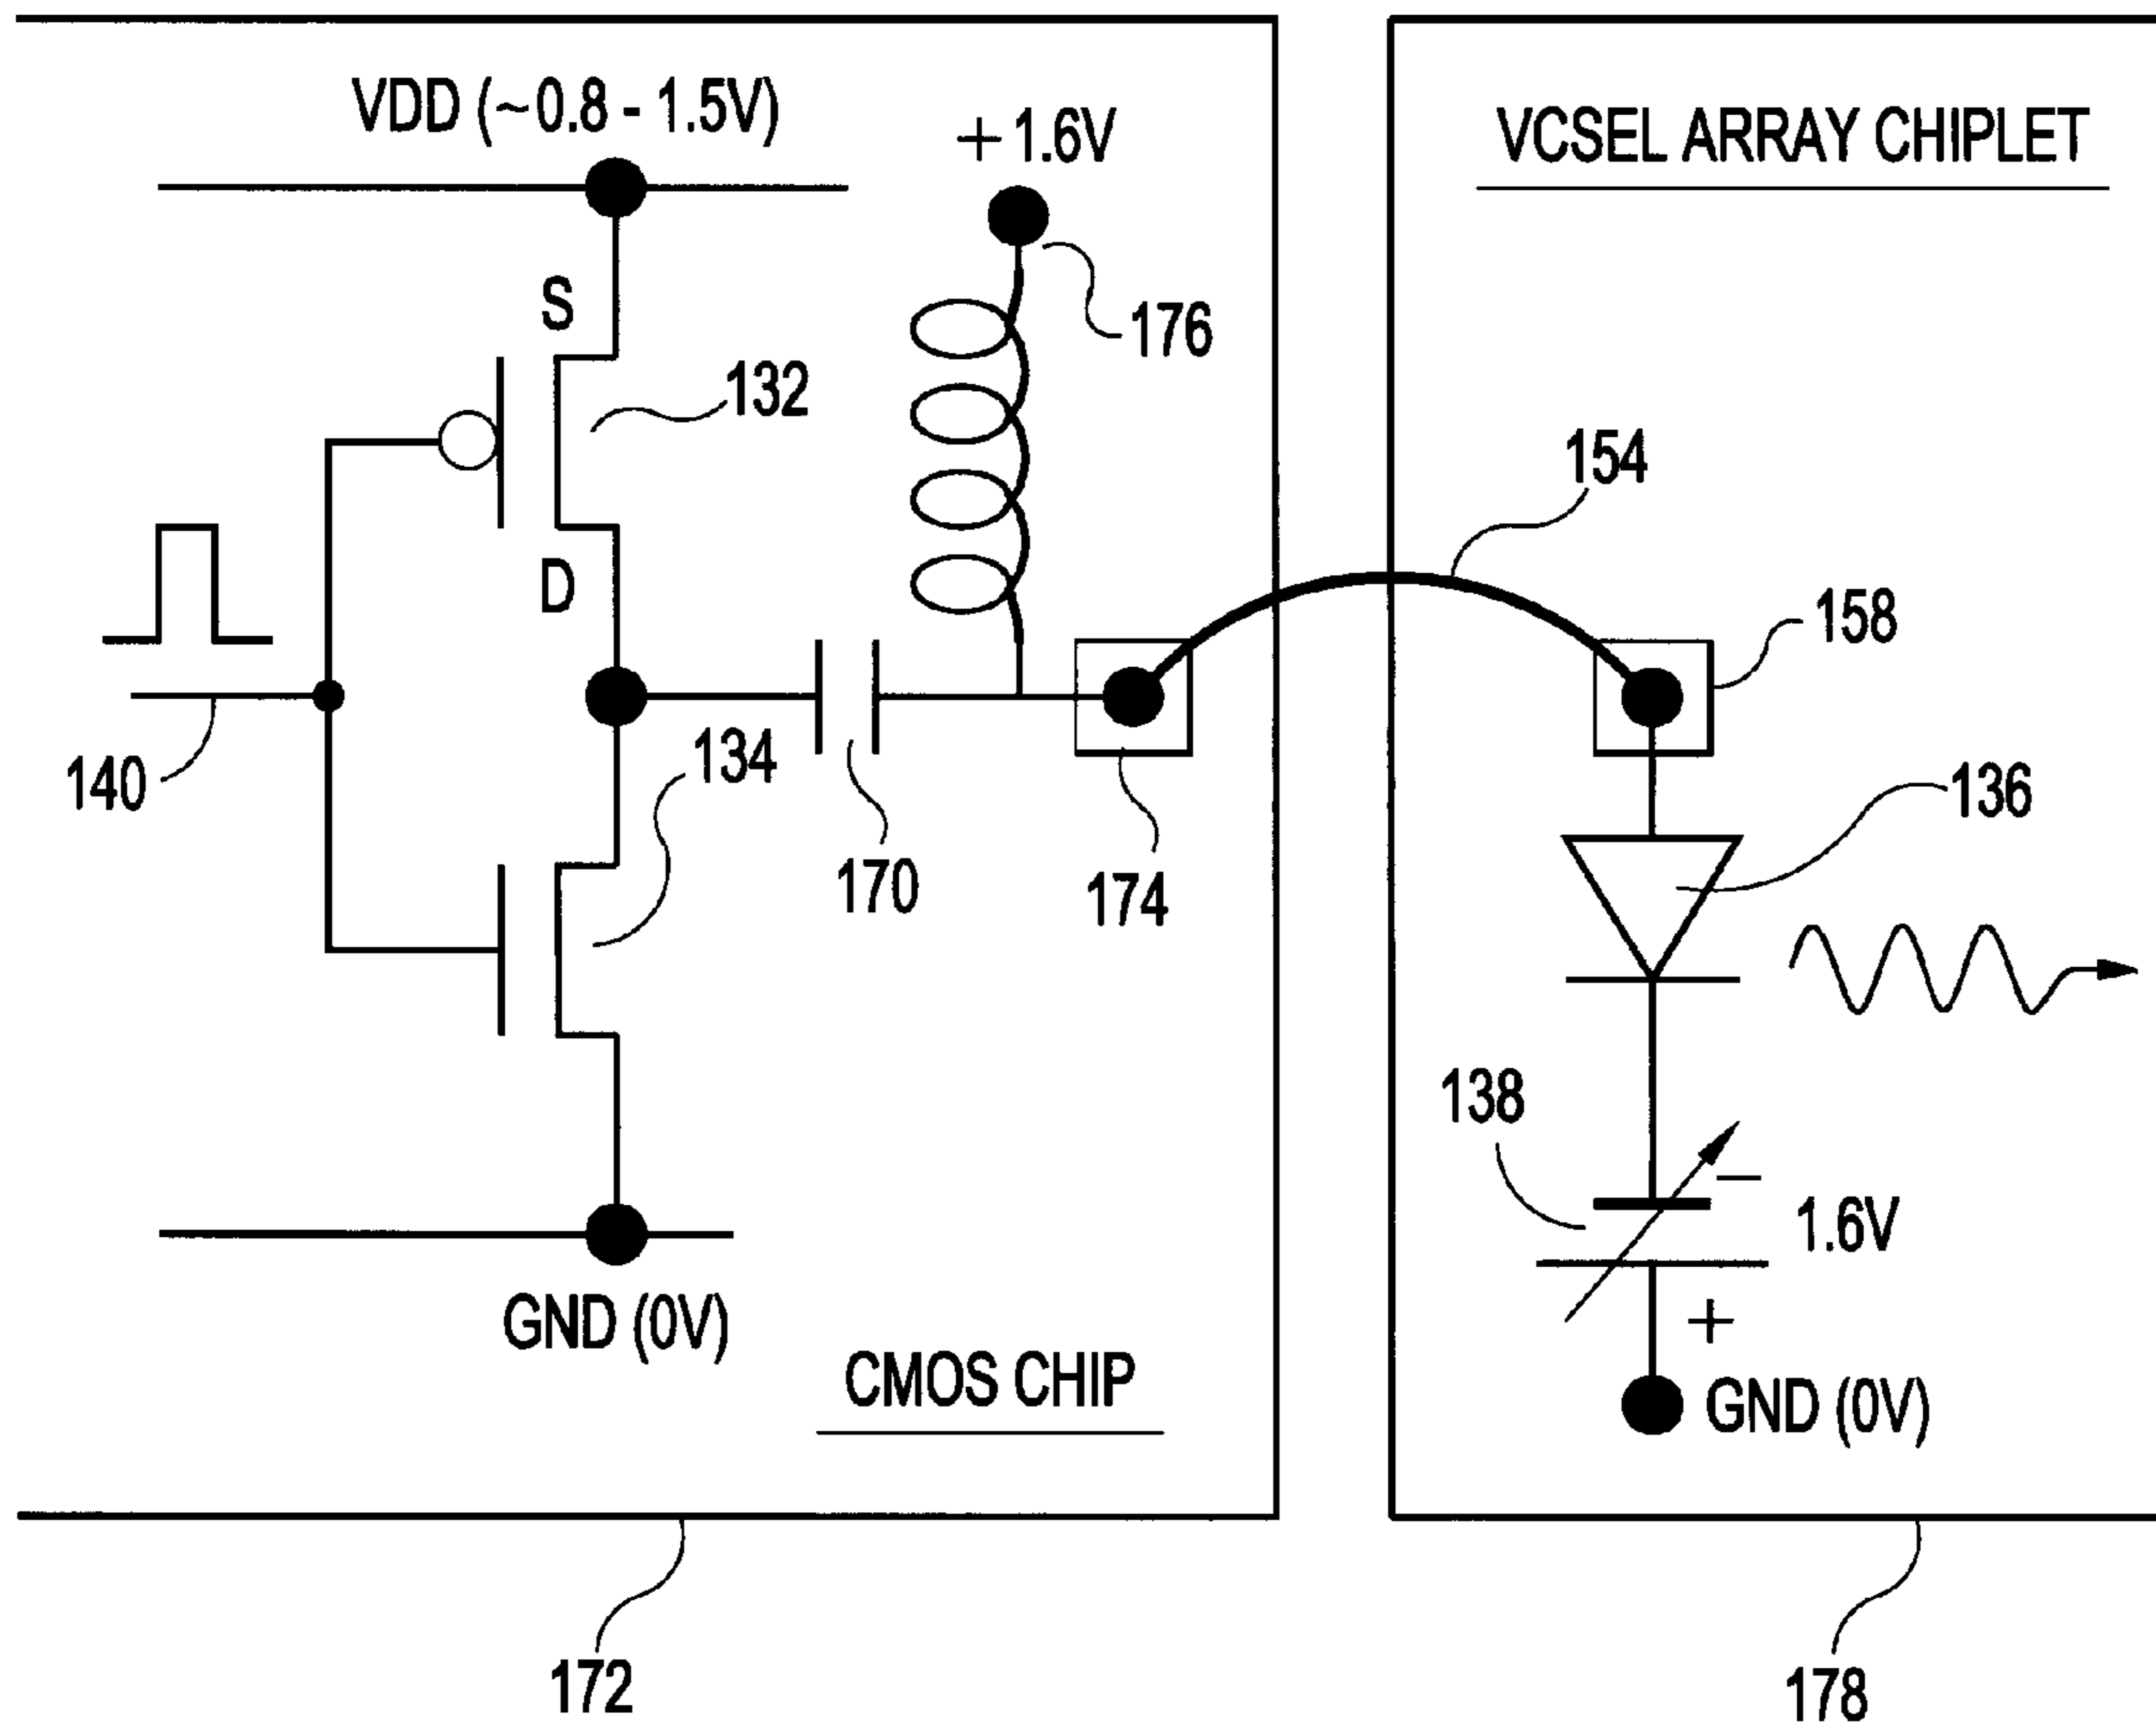 VDD (~0.8 - 1.5V)
+1.6V
VCSEL ARRAY CHIPLET
S
176
132
154
D
158
140
134
136
170
174
138
−
1.6V
+
GND (0V)
CMOS CHIP
GND (0V)
172
178